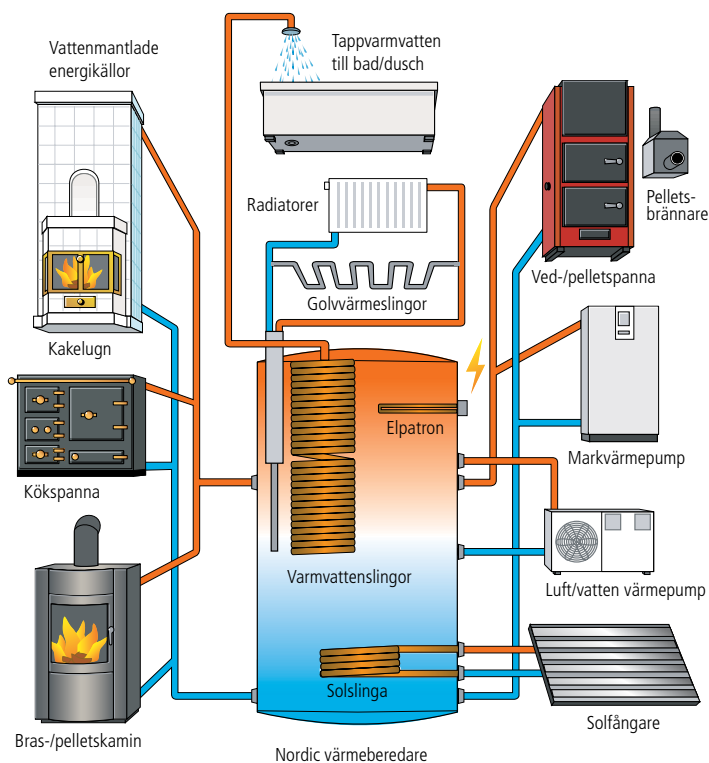 Vattenmantlade
energikällor
Tappvarmvatten
till bad/dusch
Radiatorer
Pellets-
brännare
Ved-/pelletspanna
Golvvärmeslingor
Kakelugn
Elpatron
Markvärmepump
Kökspanna
Varmvattenslingor
Luft/vatten värmepump
Solslinga
Solfångare
Bras-/pelletskamin
Nordic värmeberedare